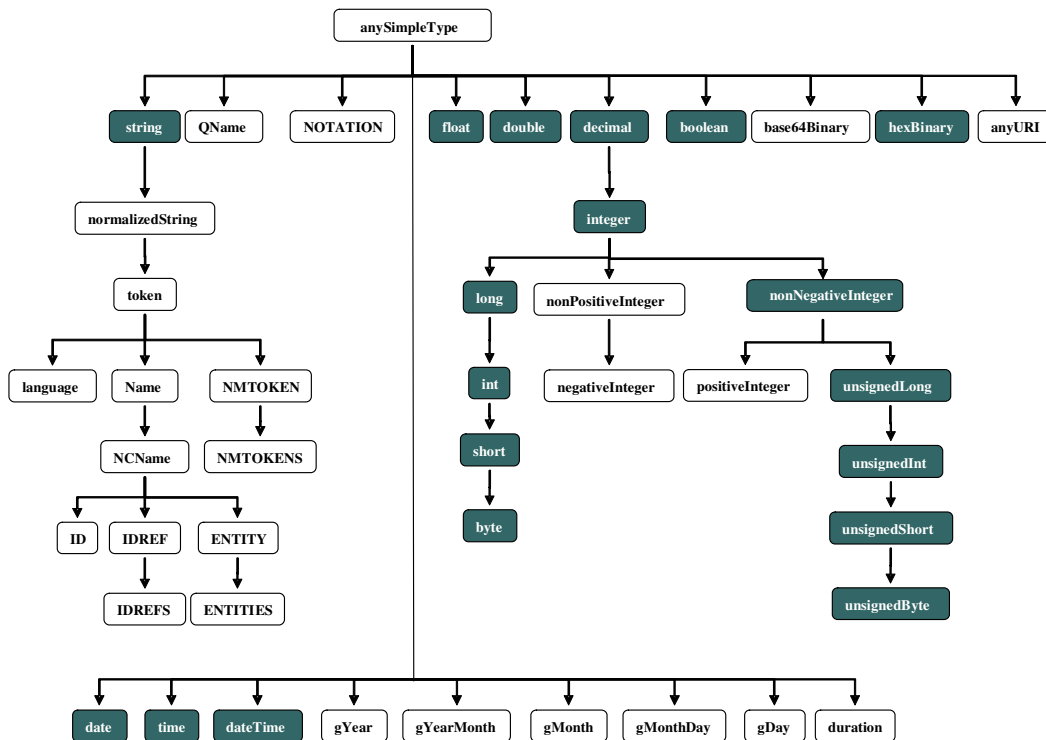 anySimpleType
string
QName
NOTATION
float
double
decimal
boolean
base64Binary
hexBinary
anyURI
normalizedString
integer
token
long
nonPositiveInteger
nonNegativeInteger
language
Name
NMTOKEN
int
negativeInteger
positiveInteger
unsignedLong
NCName
NMTOKENS
short
unsignedInt
ID
IDREF
ENTITY
byte
unsignedShort
IDREFS
ENTITIES
unsignedByte
date
time
dateTime
gYear
gYearMonth
gMonth
gMonthDay
gDay
duration